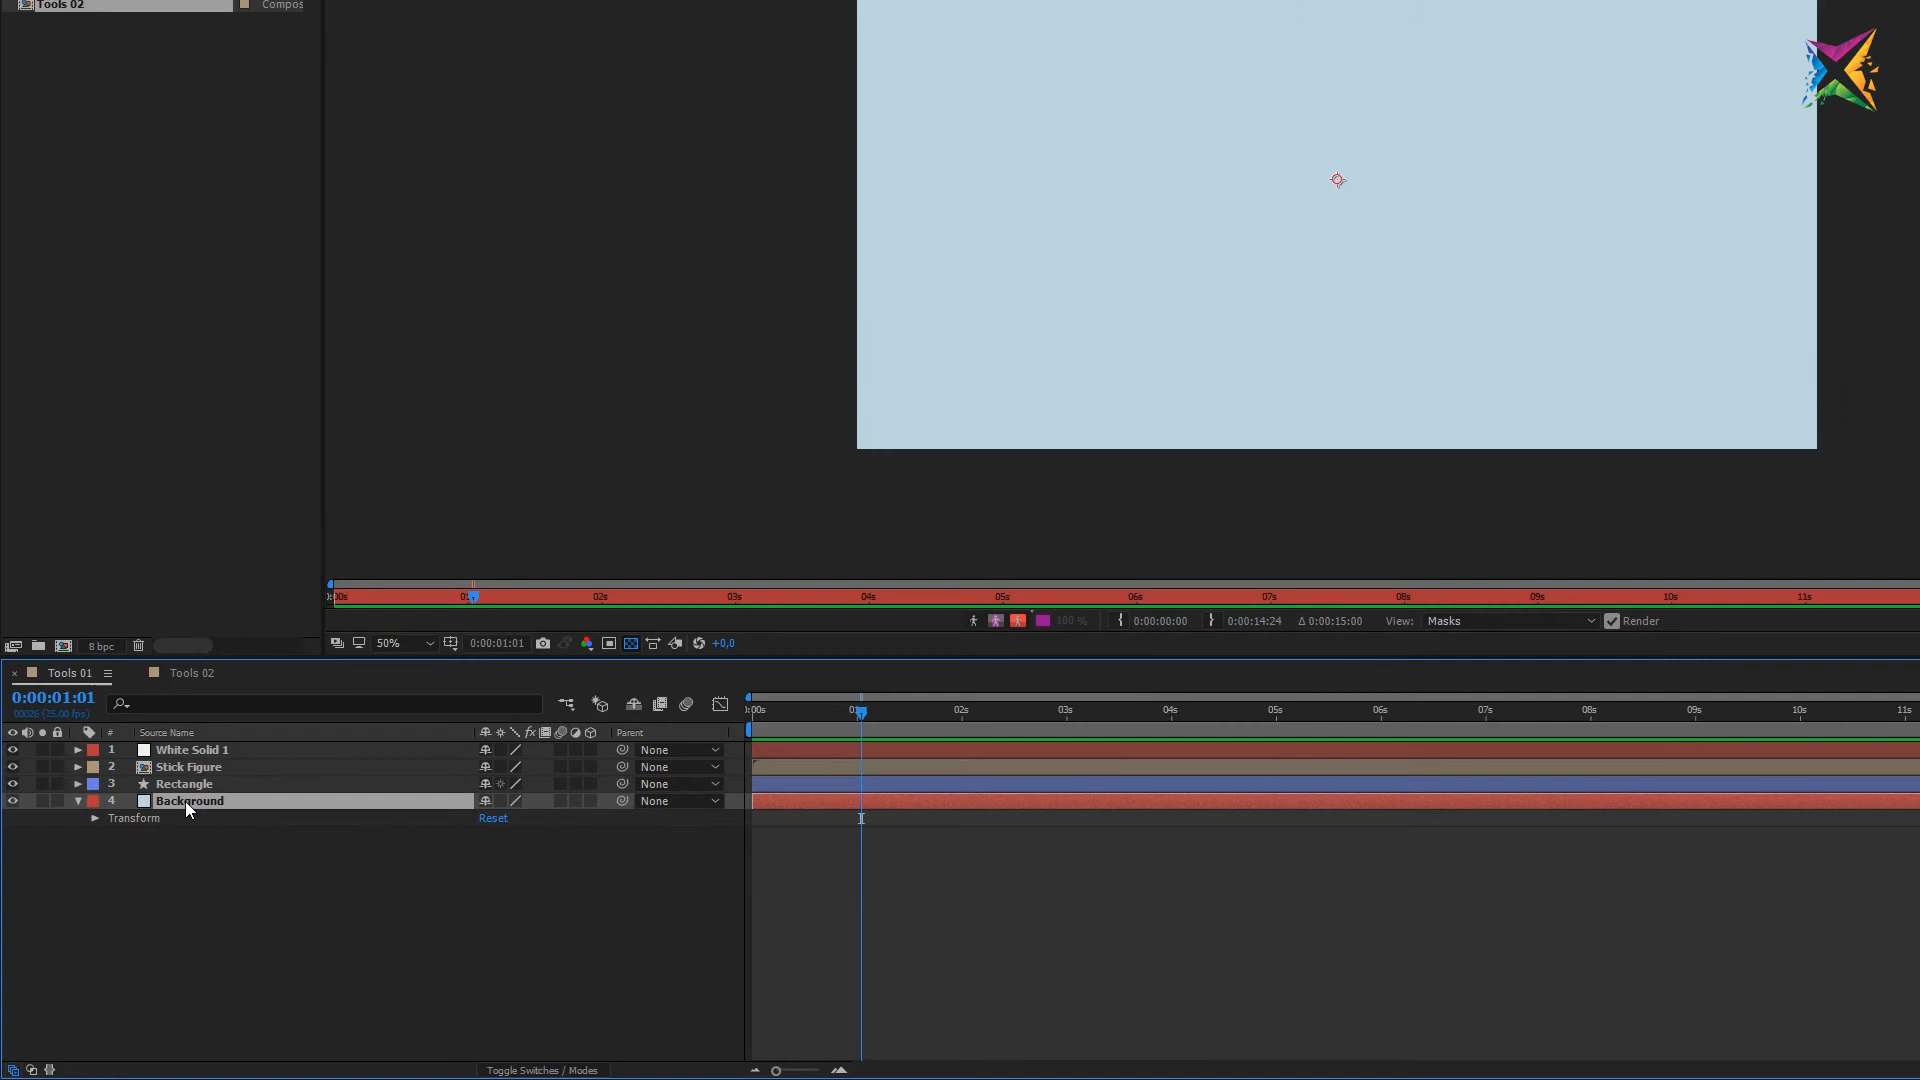 Tools 02 Compos
0:00s 01s 02s 03s 04s 05s 06s 07s 08s 09s 10s 11s
100 % 0:00:00:00 0:00:14:24 Δ 0:00:15:00 View: Masks Render
8 bpc 50% 0:00:01:01 +0,0
Tools 01 Tools 02
0:00:01:01
00026 (25.00 fps)
:00s 02s 03s 04s 05s 06s 07s 08s 09s 10s 11s
# Source Name fx Parent
1 White Solid 1 None
2 Stick Figure None
3 Rectangle None
4 Background None
Transform Reset
Toggle Switches / Modes